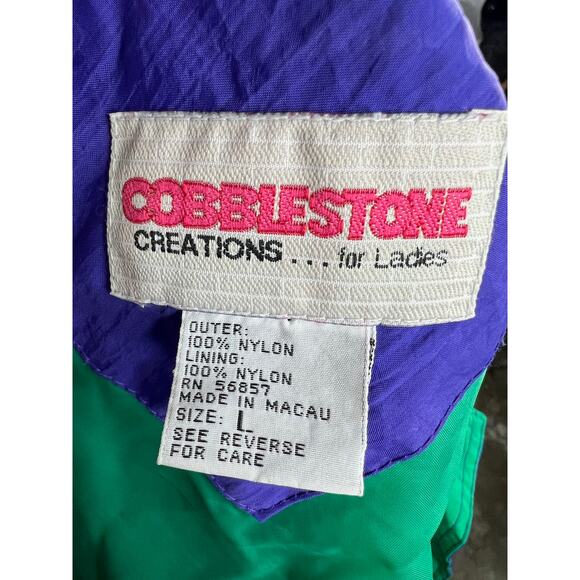 COBBLESTONE
CREATIONS ... for Ladies
OUTER:
100% NYLON
LINING:
100% NYLON
RN 56857
MADE IN MACAU
SIZE: L
SEE REVERSE
FOR CARE